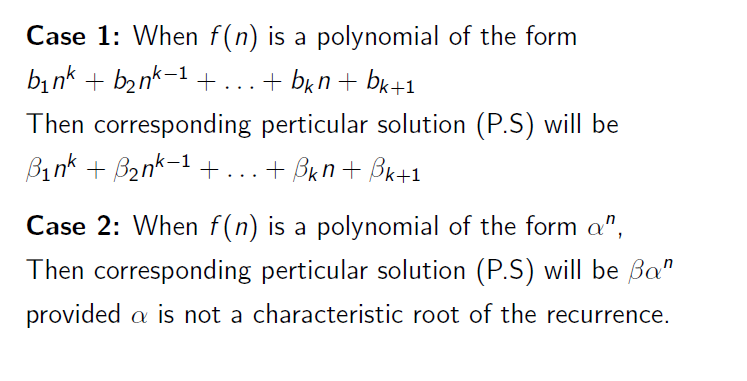 Case 1: When f(n) is a polynomial of the form
b₁nᵏ + b₂nᵏ⁻¹ + . . . + bₖn + bₖ₊₁
Then corresponding perticular solution (P.S) will be
β₁nᵏ + β₂nᵏ⁻¹ + . . . + βₖn + βₖ₊₁
Case 2: When f(n) is a polynomial of the form αⁿ,
Then corresponding perticular solution (P.S) will be βαⁿ
provided α is not a characteristic root of the recurrence.